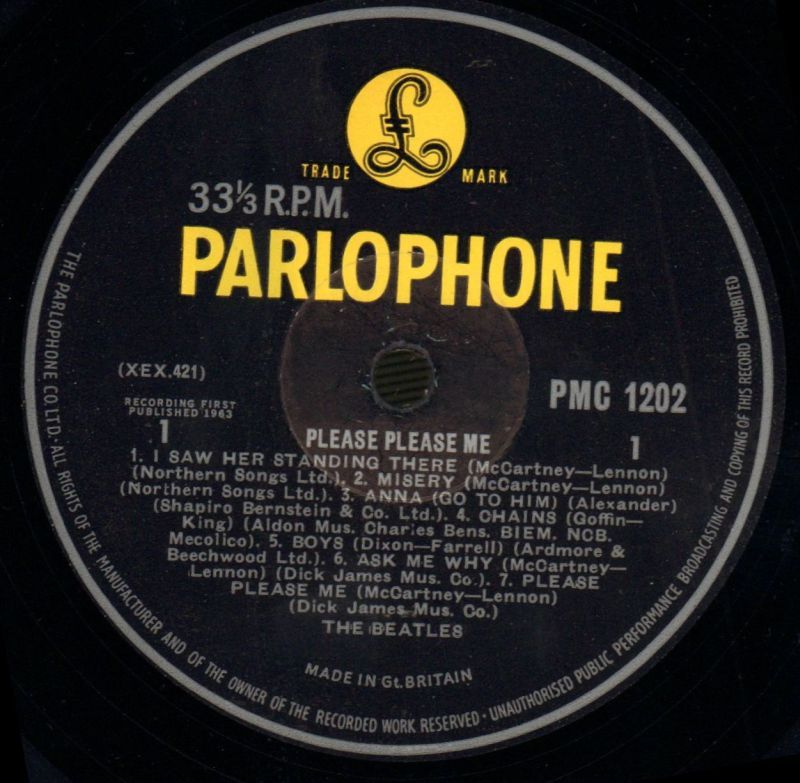 £
TRADE MARK
33⅓ R.P.M.
PARLOPHONE
(XEX.421)
RECORDING FIRST
PUBLISHED 1963
PMC 1202
1
1
PLEASE PLEASE ME
1. I SAW HER STANDING THERE (McCartney—Lennon)
(Northern Songs Ltd.). 2. MISERY (McCartney—Lennon)
(Northern Songs Ltd.). 3. ANNA (GO TO HIM) (Alexander)
(Shapiro Bernstein & Co. Ltd.). 4. CHAINS (Goffin—
King) (Aldon Mus. Charles Bens. BIEM. NCB.
Mecolico). 5. BOYS (Dixon—Farrell) (Ardmore &
Beechwood Ltd.). 6. ASK ME WHY (McCartney—
Lennon) (Dick James Mus. Co.). 7. PLEASE
PLEASE ME (McCartney—Lennon)
(Dick James Mus. Co.)
THE BEATLES
MADE IN Gt. BRITAIN
THE PARLOPHONE CO. LTD. · ALL RIGHTS OF THE MANUFACTURER AND OF THE OWNER OF THE RECORDED WORK RESERVED · UNAUTHORISED PUBLIC PERFORMANCE BROADCASTING AND COPYING OF THIS RECORD PROHIBITED